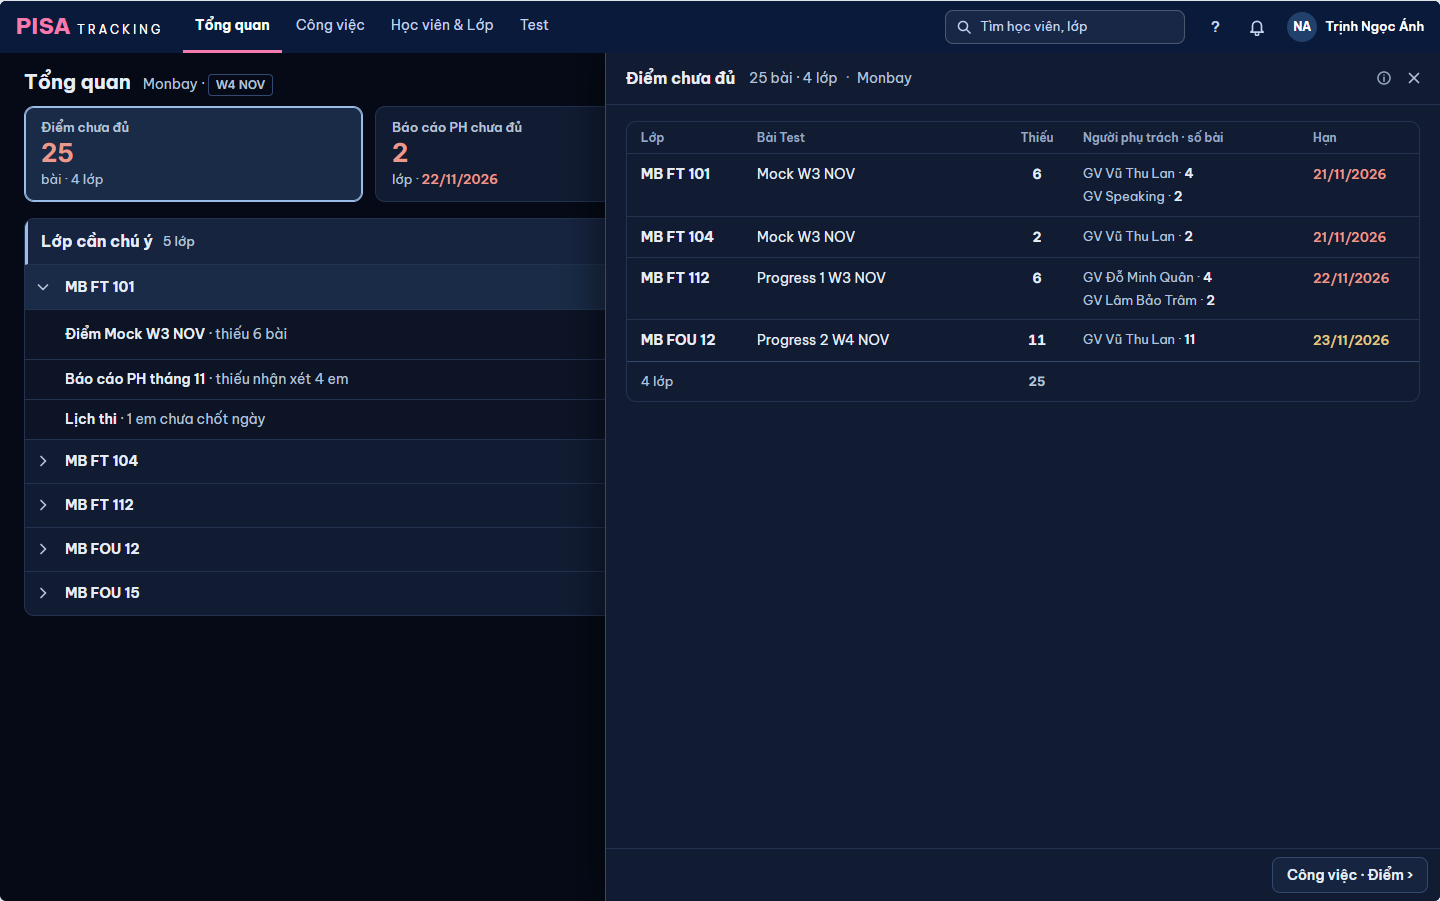 PISA TRACKING Tổng quan Công việc Học viên & Lớp Test Tìm học viên, lớp ? NA Trịnh Ngọc Ánh
Tổng quan Monbay · W4 NOV
Điểm chưa đủ
25
bài · 4 lớp
Báo cáo PH chưa đủ
2
lớp · 22/11/2026
Lớp cần chú ý 5 lớp
MB FT 101
Điểm Mock W3 NOV · thiếu 6 bài
Báo cáo PH tháng 11 · thiếu nhận xét 4 em
Lịch thi · 1 em chưa chốt ngày
MB FT 104
MB FT 112
MB FOU 12
MB FOU 15
Điểm chưa đủ 25 bài · 4 lớp · Monbay
Lớp Bài Test Thiếu Người phụ trách · số bài Hạn
MB FT 101 Mock W3 NOV 6 GV Vũ Thu Lan · 4 21/11/2026
GV Speaking · 2
MB FT 104 Mock W3 NOV 2 GV Vũ Thu Lan · 2 21/11/2026
MB FT 112 Progress 1 W3 NOV 6 GV Đỗ Minh Quân · 4 22/11/2026
GV Lâm Bảo Trâm · 2
MB FOU 12 Progress 2 W4 NOV 11 GV Vũ Thu Lan · 11 23/11/2026
4 lớp 25
Công việc · Điểm ›